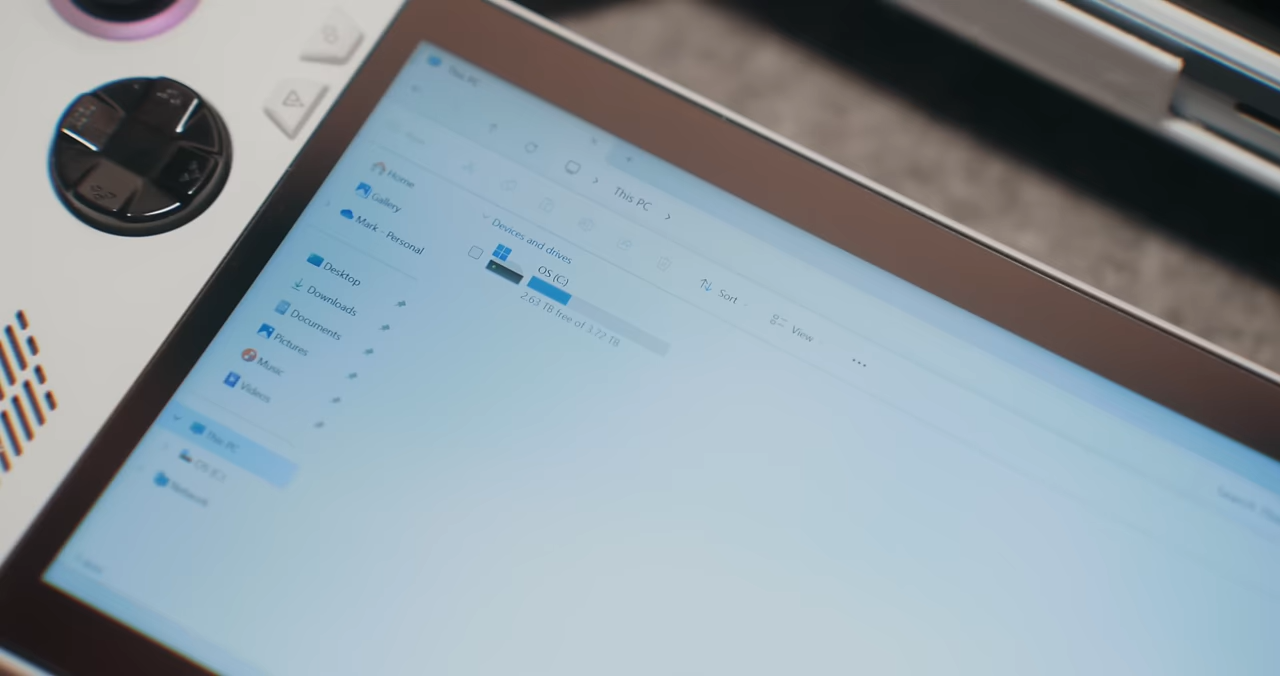 This PC
This PC
Sort
View
Home
Gallery
Mark - Personal
Desktop
Downloads
Documents
Pictures
Music
Videos
This PC
OS (C:)
Network
Devices and drives
OS (C:)
2.63 TB free of 3.72 TB